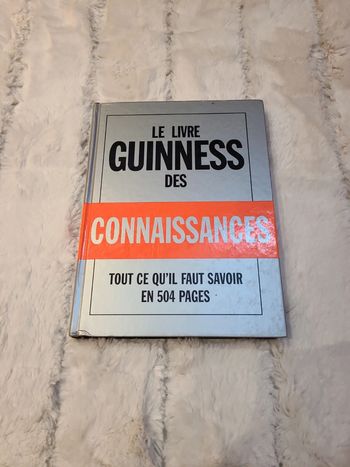 LE LIVRE
GUINNESS
DES
CONNAISSANCES
TOUT CE QU'IL FAUT SAVOIR
EN 504 PAGES